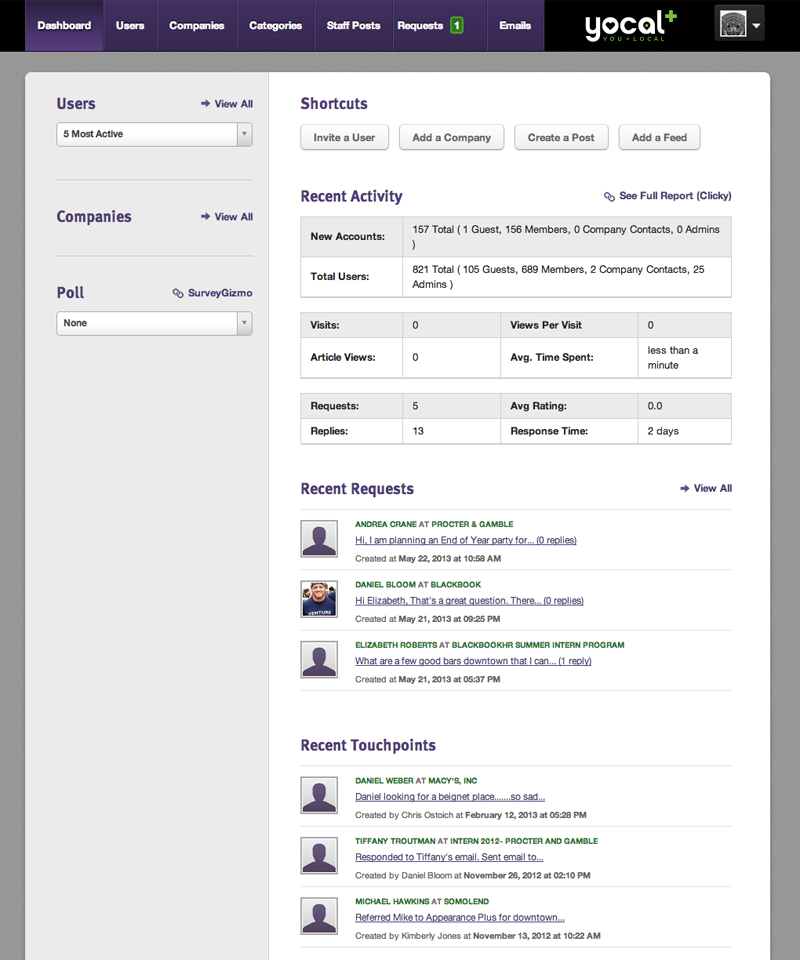 Dashboard Users Companies Categories Staff Posts Requests 1 Emails
yocal+
YOU + LOCAL
Users View All
5 Most Active
Companies View All
Poll SurveyGizmo
None
Shortcuts
Invite a User Add a Company Create a Post Add a Feed
Recent Activity See Full Report (Clicky)
New Accounts: 157 Total ( 1 Guest, 156 Members, 0 Company Contacts, 0 Admins
)
Total Users: 821 Total ( 105 Guests, 689 Members, 2 Company Contacts, 25
Admins )
Visits: 0 Views Per Visit 0
Article Views: 0 Avg. Time Spent: less than a
minute
Requests: 5 Avg Rating: 0.0
Replies: 13 Response Time: 2 days
Recent Requests View All
ANDREA CRANE AT PROCTER & GAMBLE
Hi, I am planning an End of Year party for... (0 replies)
Created at May 22, 2013 at 10:58 AM
DANIEL BLOOM AT BLACKBOOK
Hi Elizabeth, That's a great question. There... (0 replies)
Created at May 21, 2013 at 09:25 PM
VENTURE
ELIZABETH ROBERTS AT BLACKBOOKHR SUMMER INTERN PROGRAM
What are a few good bars downtown that I can... (1 reply)
Created at May 21, 2013 at 05:37 PM
Recent Touchpoints
DANIEL WEBER AT MACY'S, INC
Daniel looking for a beignet place.......so sad...
Created by Chris Ostoich at February 12, 2013 at 05:28 PM
TIFFANY TROUTMAN AT INTERN 2012- PROCTER AND GAMBLE
Responded to Tiffany's email. Sent email to...
Created by Daniel Bloom at November 26, 2012 at 02:10 PM
MICHAEL HAWKINS AT SOMOLEND
Referred Mike to Appearance Plus for downtown...
Created by Kimberly Jones at November 13, 2012 at 10:22 AM